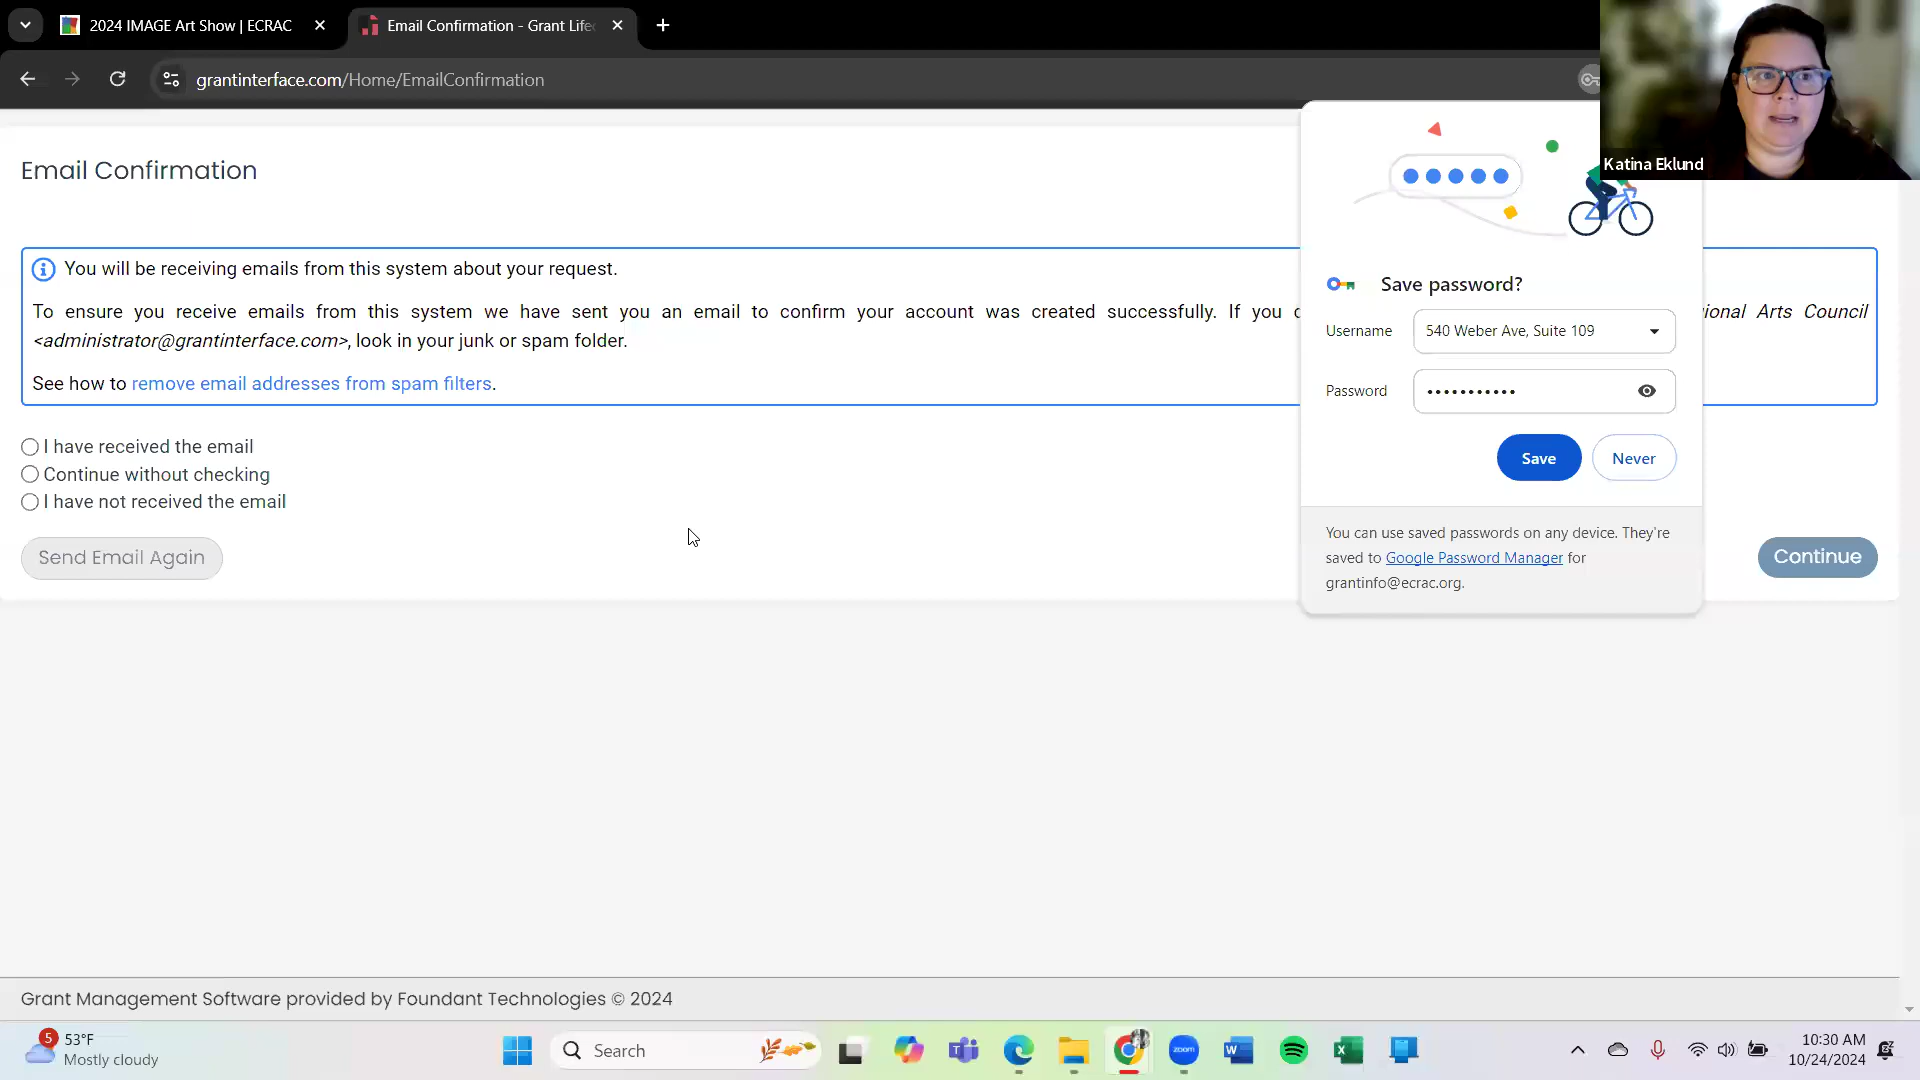 2024 IMAGE Art Show | ECRAC
Email Confirmation - Grant Life
grantinterface.com/Home/EmailConfirmation
Katina Eklund
Email Confirmation
You will be receiving emails from this system about your request.
To ensure you receive emails from this system we have sent you an email to confirm your account was created successfully. If you
ional Arts Council
<administrator@grantinterface.com>, look in your junk or spam folder.
See how to remove email addresses from spam filters.
I have received the email
Continue without checking
I have not received the email
Send Email Again
Continue
Save password?
Username
540 Weber Ave, Suite 109
Password
Save
Never
You can use saved passwords on any device. They're
saved to Google Password Manager for
grantinfo@ecrac.org.
Grant Management Software provided by Foundant Technologies © 2024
5
53°F
Mostly cloudy
Search
zoom
10:30 AM
10/24/2024